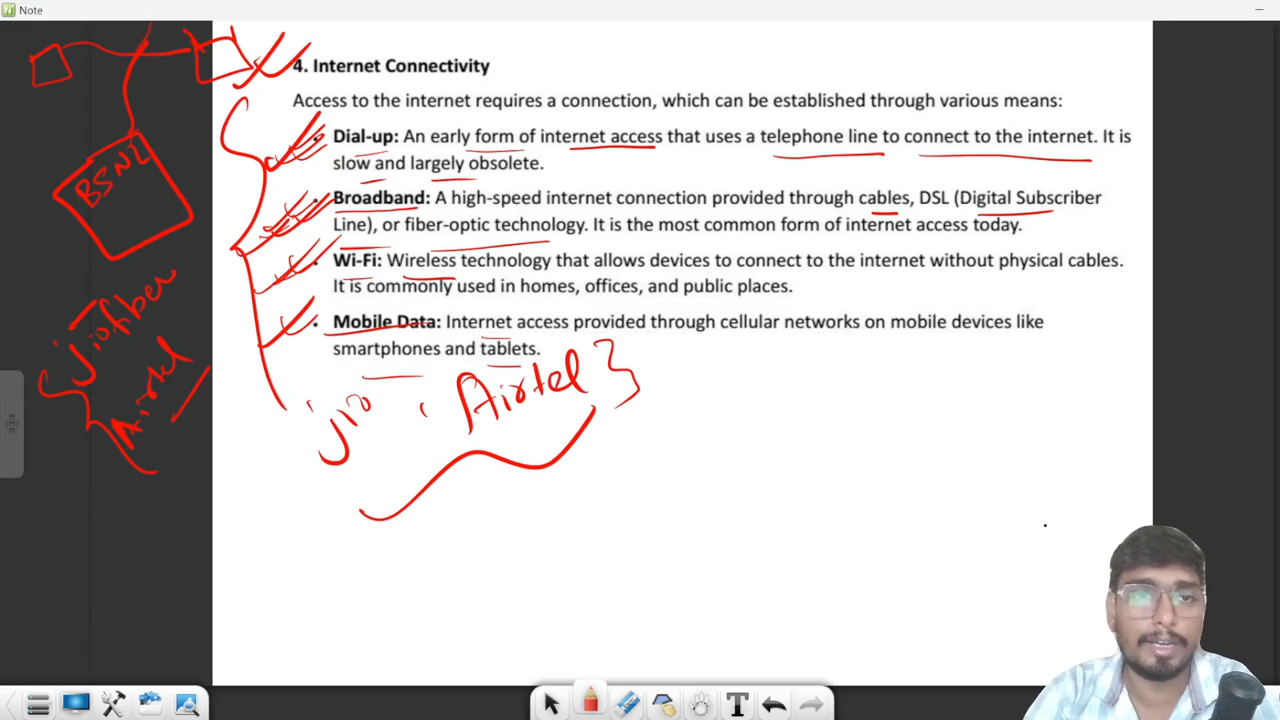 Note
4. Internet Connectivity
Access to the internet requires a connection, which can be established through various means:
• Dial-up: An early form of internet access that uses a telephone line to connect to the internet. It is
slow and largely obsolete.
• Broadband: A high-speed internet connection provided through cables, DSL (Digital Subscriber
Line), or fiber-optic technology. It is the most common form of internet access today.
• Wi-Fi: Wireless technology that allows devices to connect to the internet without physical cables.
It is commonly used in homes, offices, and public places.
• Mobile Data: Internet access provided through cellular networks on mobile devices like
smartphones and tablets.
BSNL
Jiofiber
Airtel
jio , Airtel }